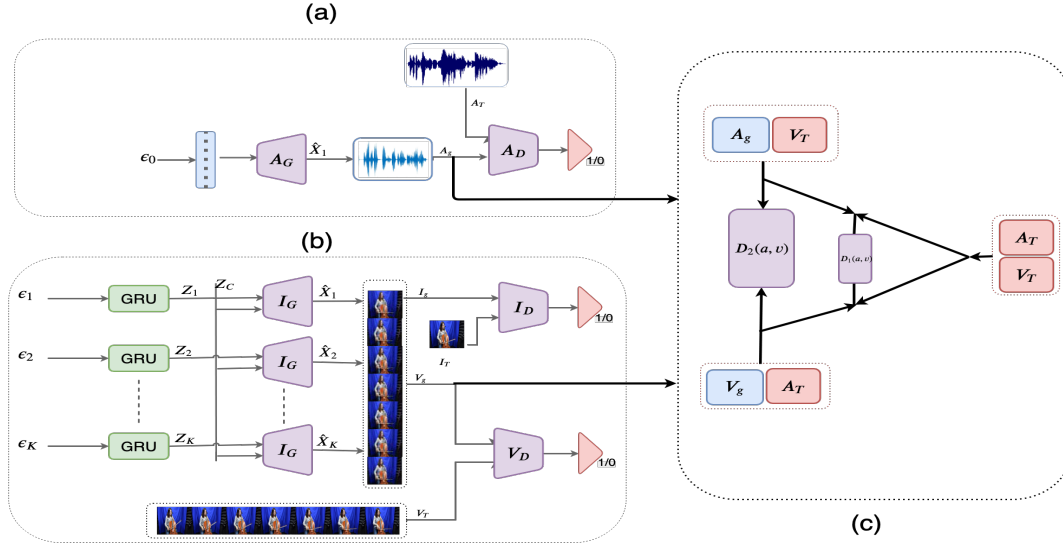 (a)
A_T
ϵ_0
A_G
X̂_1
A_g
A_D
1/0
(b)
ϵ_1
GRU
Z_1
Z_C
I_G
X̂_1
I_g
I_D
1/0
I_T
ϵ_2
GRU
Z_2
I_G
X̂_2
V_g
ϵ_K
GRU
Z_K
I_G
X̂_K
V_D
1/0
V_T
A_g V_T
D_2(a, v)
D_1(a, v)
A_T
V_T
V_g A_T
(c)